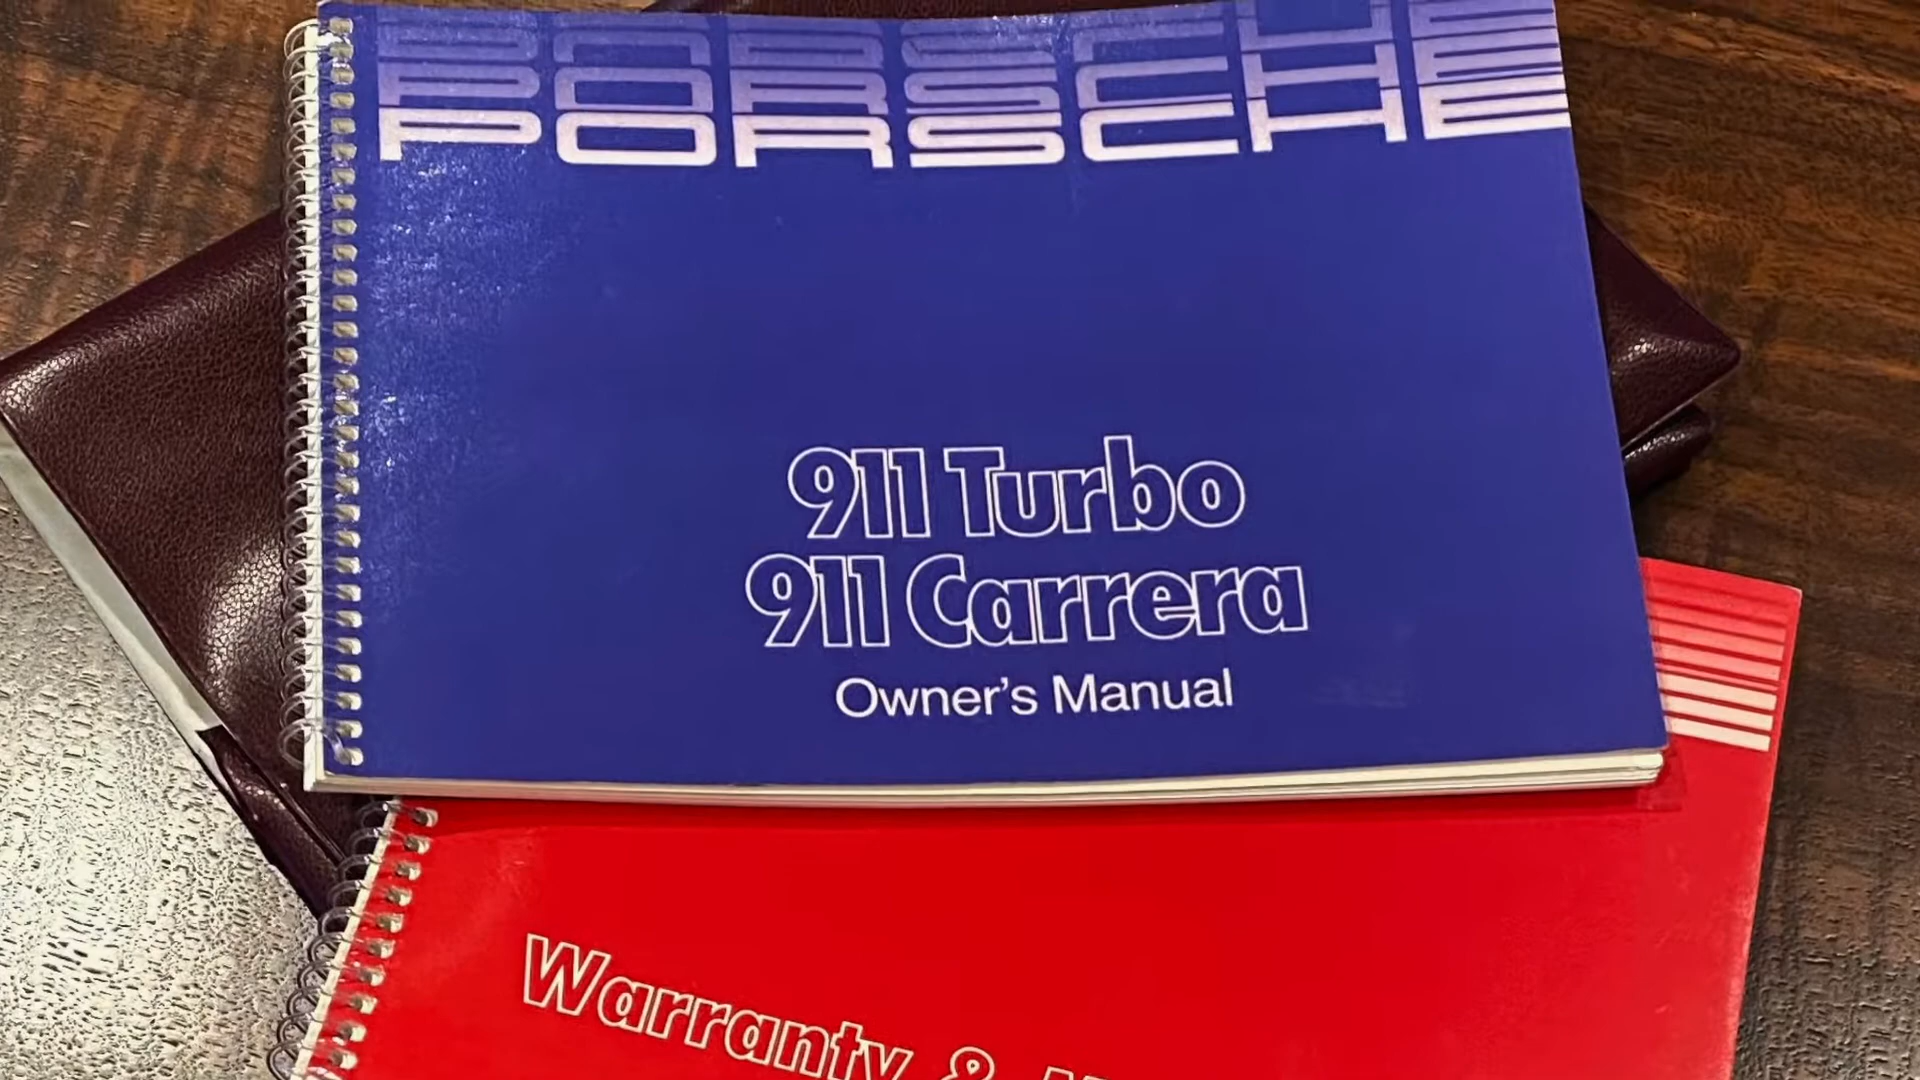 PORSCHE
PORSCHE
PORSCHE
911 Turbo
911 Carrera
Owner's Manual
Warranty &